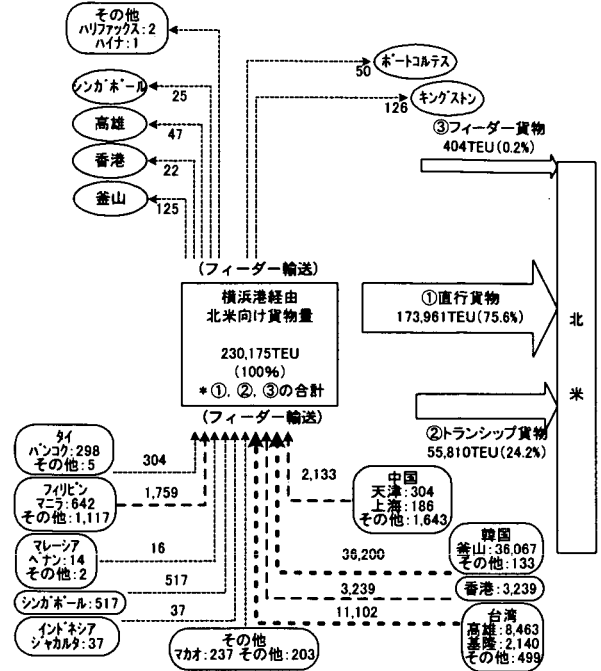 その他
ハリファックス:2
ハイナ:1
シンガポール
25
高雄
47
香港
22
釜山
125
ポートコルテス
50
キングストン
126
③フィーダー貨物
404TEU(0.2%)
(フィーダー輸送)
横浜港経由
北米向け貨物量
230,175TEU
(100%)
*①,②,③の合計
(フィーダー輸送)
①直行貨物
173,961TEU(75.6%)
北
米
②トランシップ貨物
55,810TEU(24.2%)
タイ
バンコク:298
その他:5
304
フィリピン
マニラ:642
その他:1,117
1,759
マレーシア
ペナン:14
その他:2
16
シンガポール:517
517
インドネシア
ジャカルタ:37
37
その他
マカオ:237 その他:203
2,133
中国
天津:304
上海:186
その他:1,643
36,200
韓国
釜山:36,067
その他:133
3,239
香港:3,239
11,102
台湾
高雄:8,463
基隆:2,140
その他:499